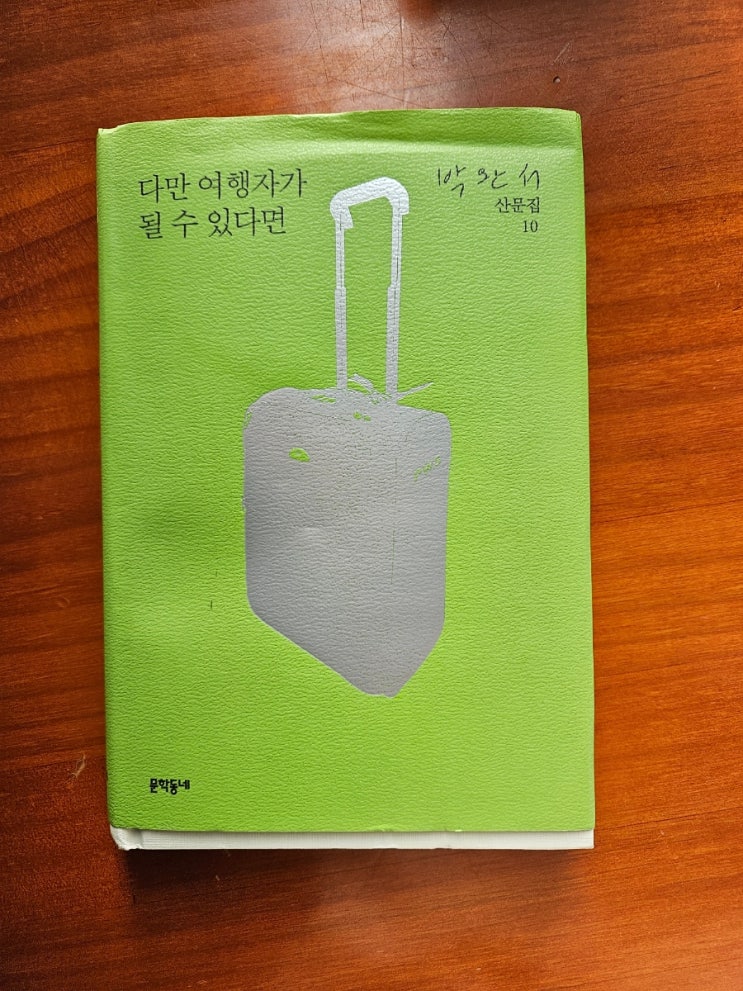 다만 여행자가
될 수 있다면
박완서
산문집
10
문학동네